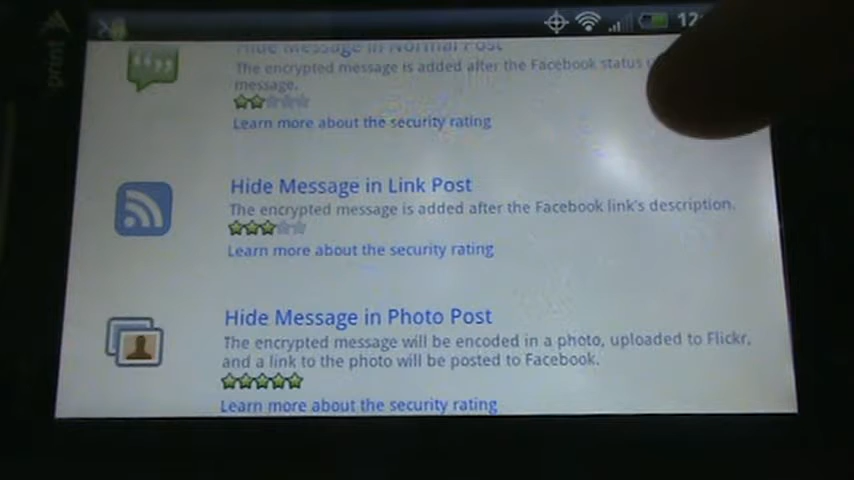 12:
Hide Message in Normal Post
The encrypted message is added after the Facebook status
message.
Learn more about the security rating
Hide Message in Link Post
The encrypted message is added after the Facebook link's description.
Learn more about the security rating
Hide Message in Photo Post
The encrypted message will be encoded in a photo, uploaded to Flickr,
and a link to the photo will be posted to Facebook.
Learn more about the security rating